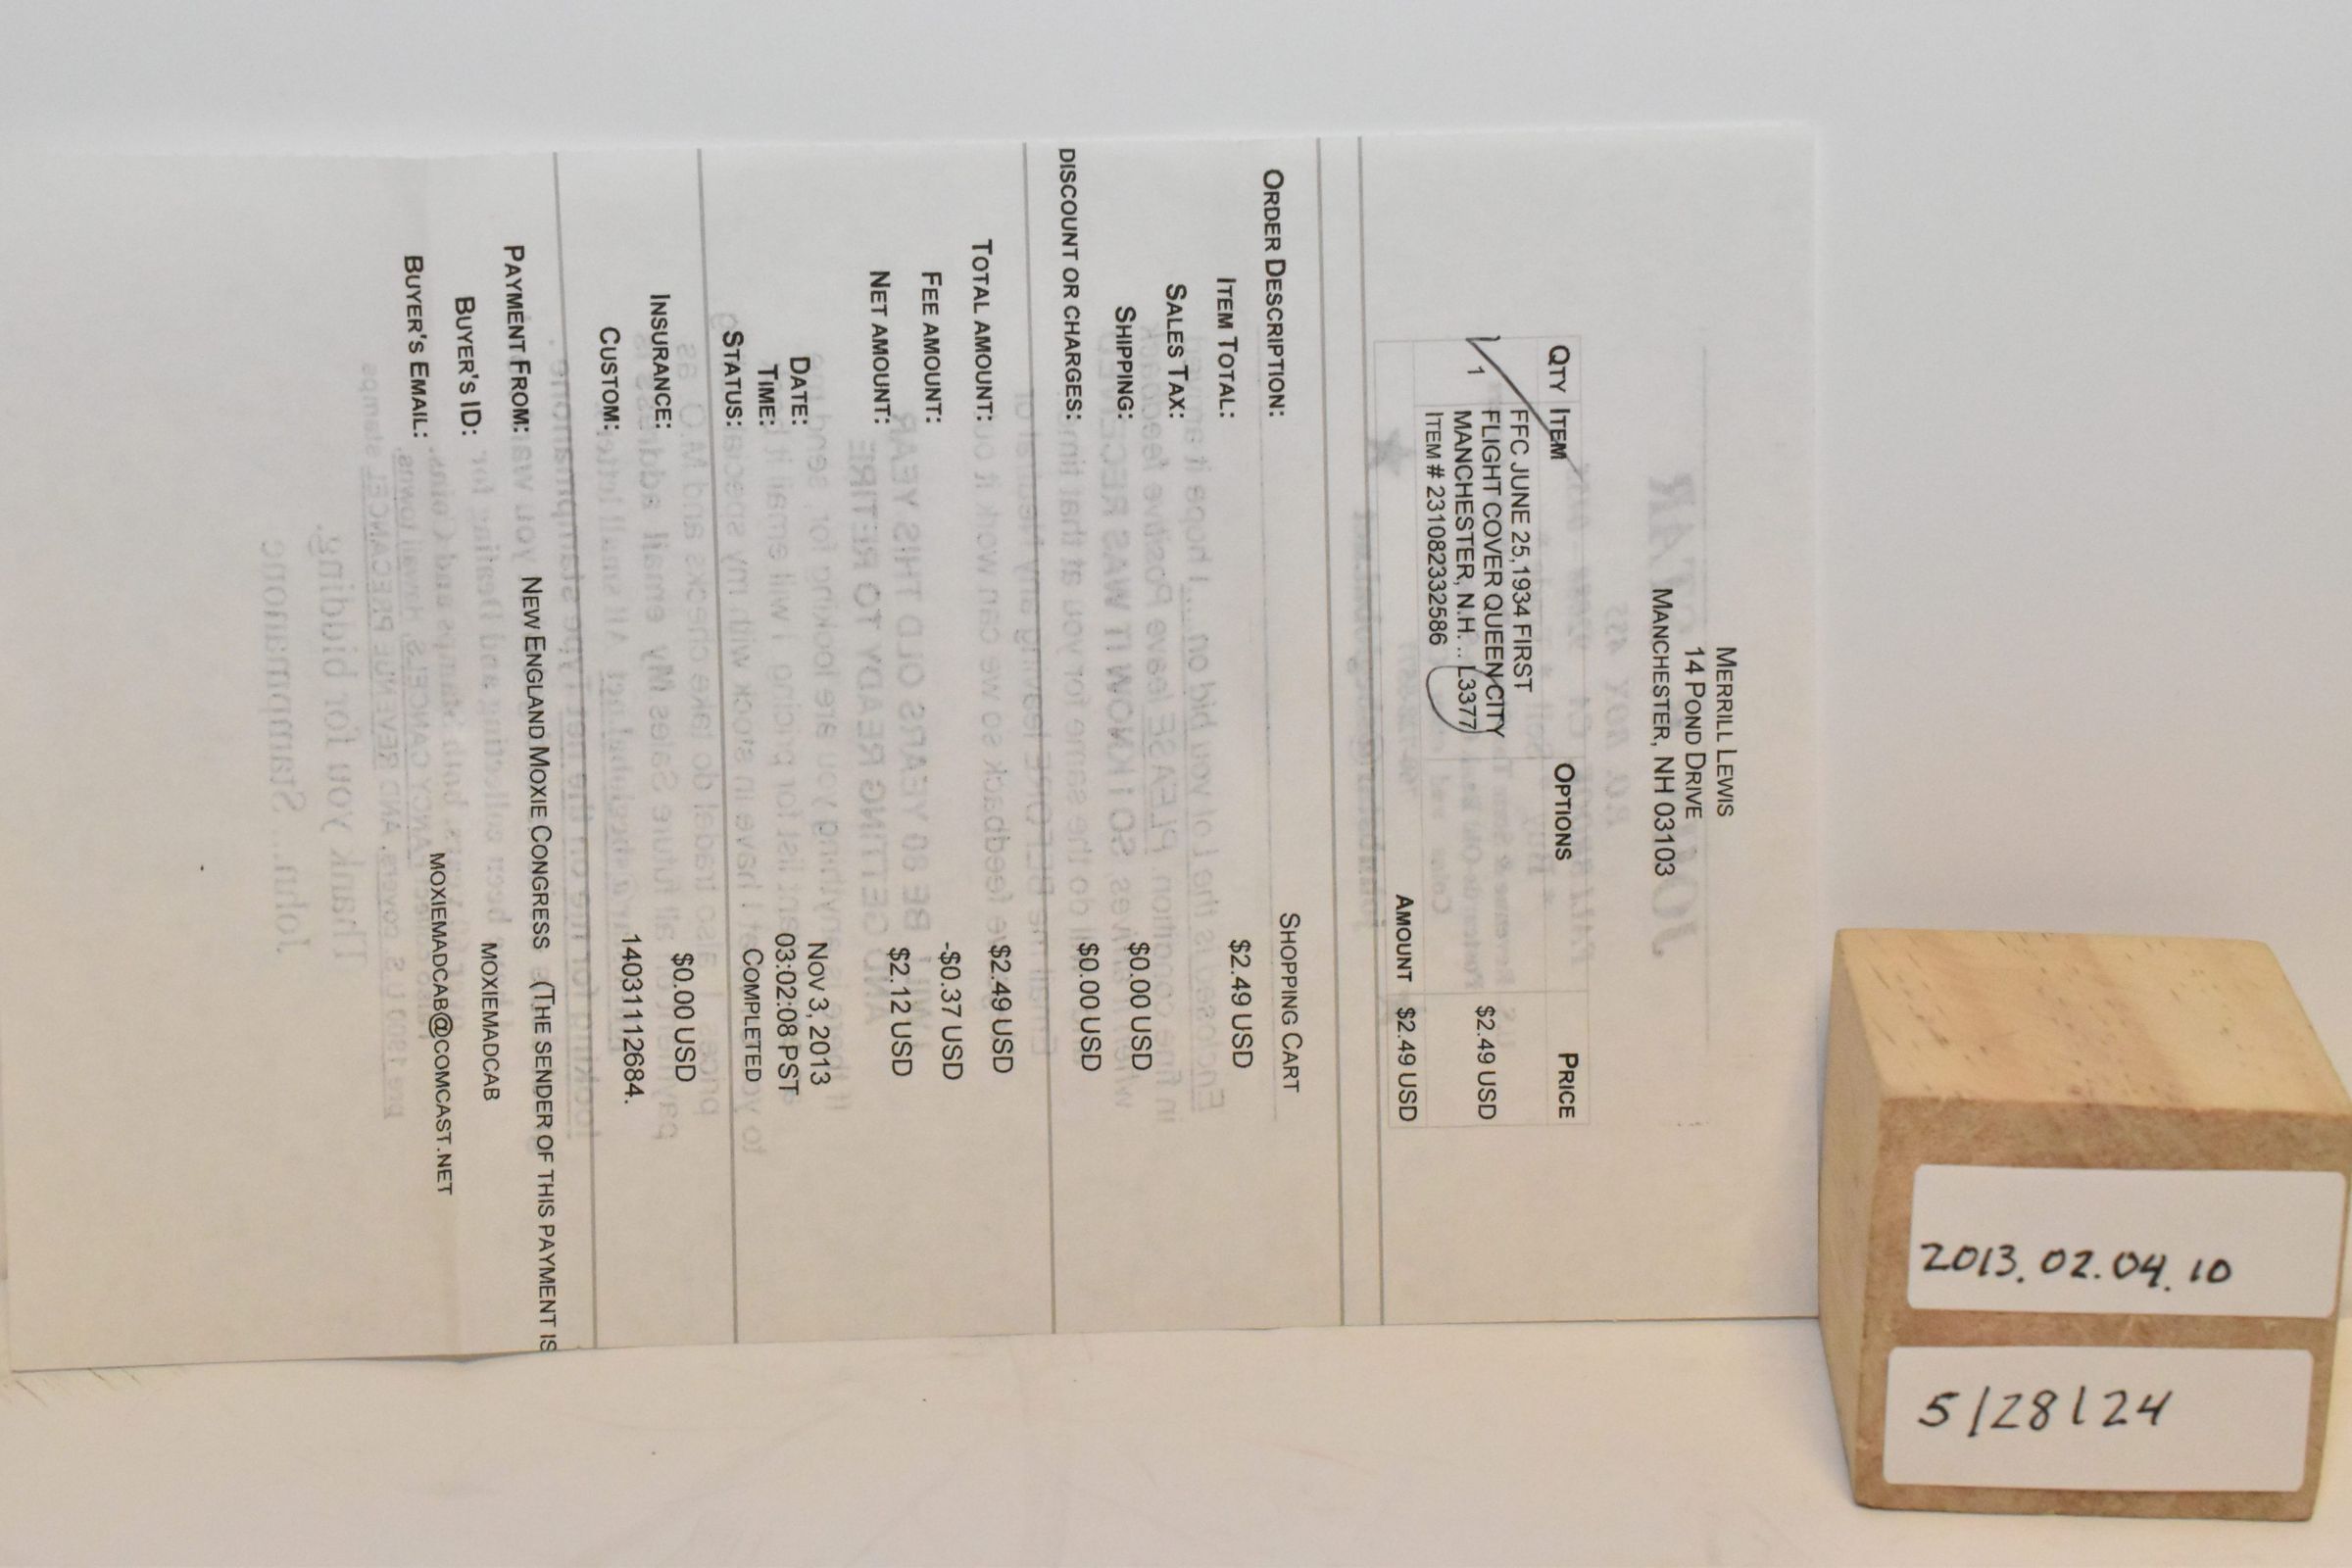 MERRILL LEWIS
14 POND DRIVE
MANCHESTER, NH 03103
QTY ITEM OPTIONS PRICE
1 FFC JUNE 25,1934 FIRST
FLIGHT COVER QUEEN CITY
MANCHESTER, N.H. .. L3377
ITEM # 231082332586
$2.49 USD
AMOUNT $2.49 USD
ORDER DESCRIPTION: SHOPPING CART
ITEM TOTAL: $2.49 USD
SALES TAX:
SHIPPING: $0.00 USD
DISCOUNT OR CHARGES: $0.00 USD
TOTAL AMOUNT: $2.49 USD
FEE AMOUNT: -$0.37 USD
NET AMOUNT: $2.12 USD
DATE: NOV 3, 2013
TIME: 03:02:08 PST
STATUS: COMPLETED
INSURANCE: $0.00 USD
CUSTOM: 140311112684.
PAYMENT FROM: NEW ENGLAND MOXIE CONGRESS (THE SENDER OF THIS PAYMENT IS
BUYER'S ID: MOXIEMADCAB
BUYER'S EMAIL: MOXIEMADCAB@COMCAST.NET
2013.02.04.10
5/28/24